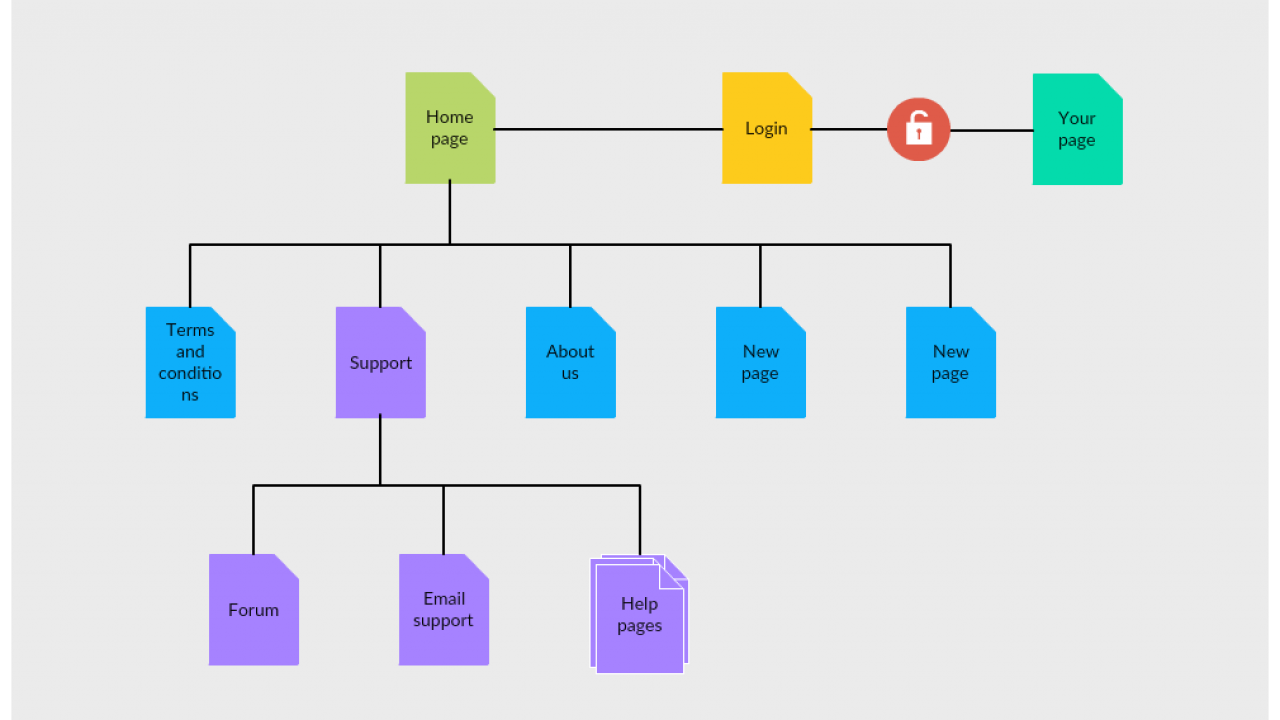 Home
page
Login
Your
page
Terms
and
conditio
ns
Support
About
us
New
page
New
page
Forum
Email
support
Help
pages